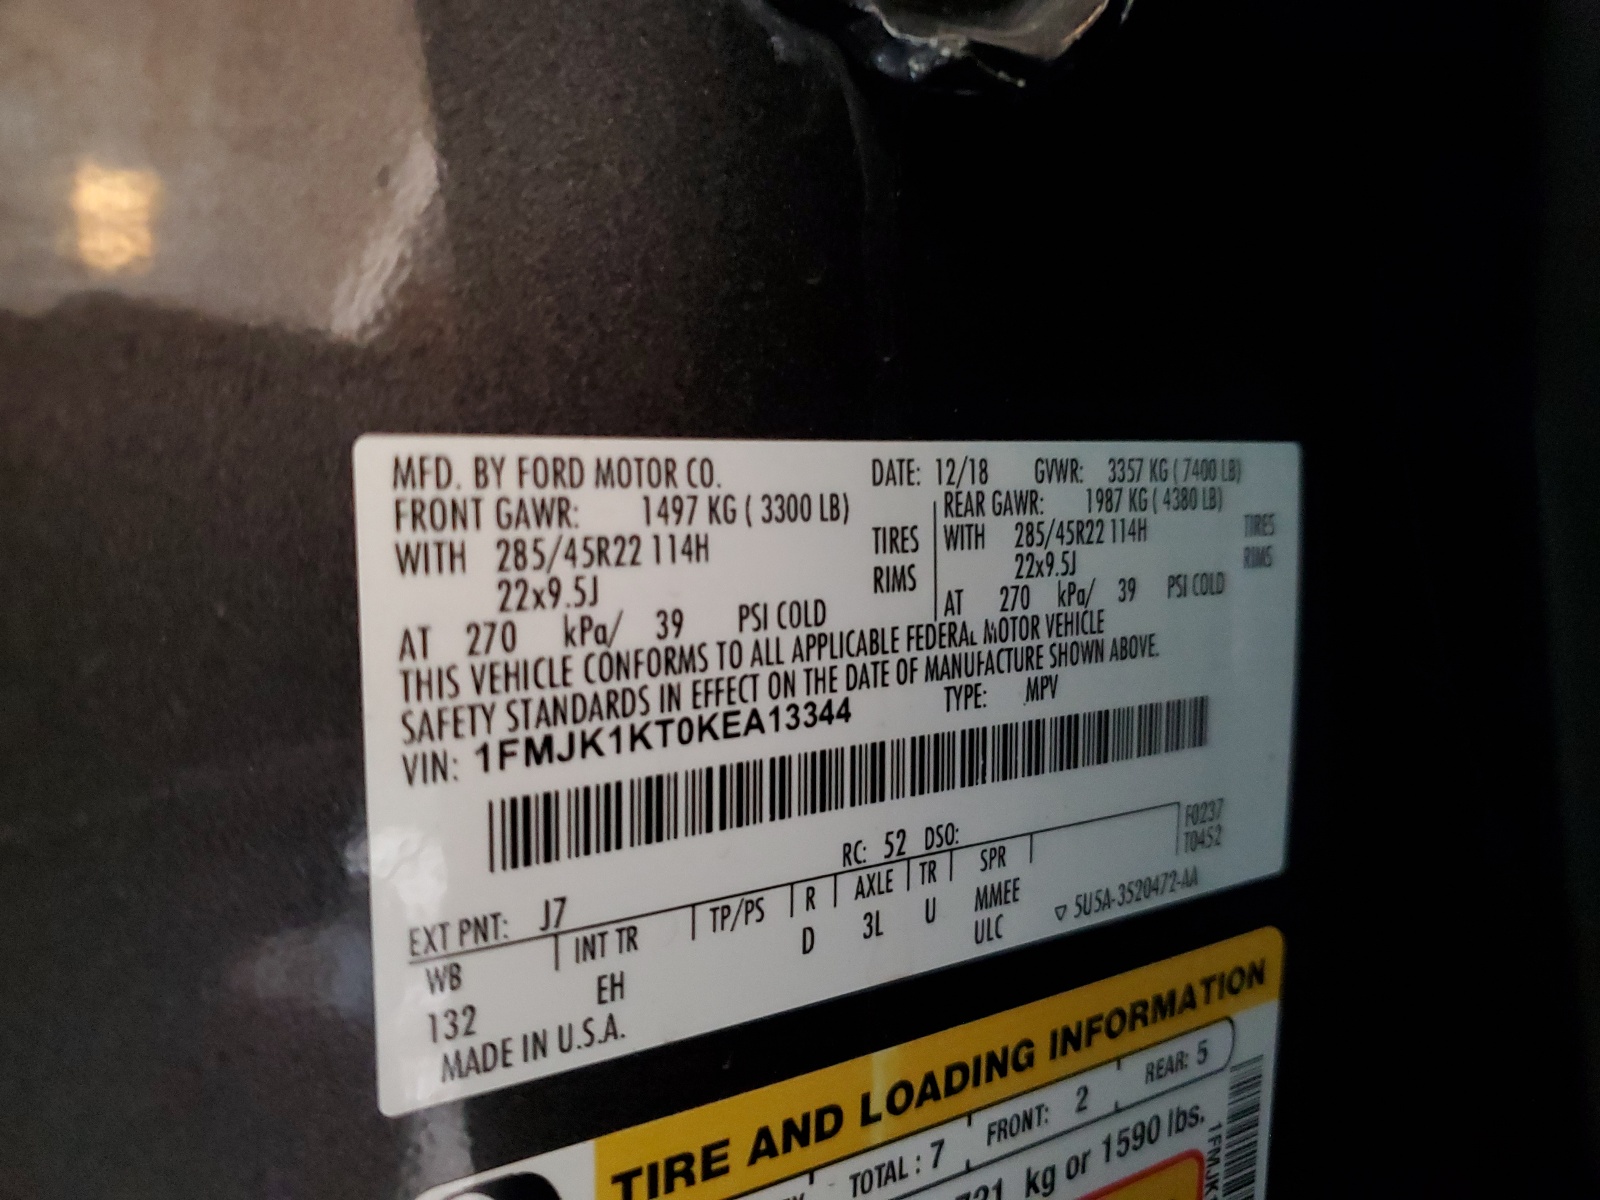 MFD. BY FORD MOTOR CO. DATE: 12/18 GVWR: 3357 KG ( 7400 LB)
FRONT GAWR: 1497 KG ( 3300 LB) REAR GAWR: 1987 KG ( 4380 LB)
WITH 285/45R22 114H TIRES WITH 285/45R22 114H TIRES
22x9.5J RIMS 22x9.5J RIMS
AT 270 kPa/ 39 PSI COLD AT 270 kPa/ 39 PSI COLD
THIS VEHICLE CONFORMS TO ALL APPLICABLE FEDERAL MOTOR VEHICLE
SAFETY STANDARDS IN EFFECT ON THE DATE OF MANUFACTURE SHOWN ABOVE.
VIN: 1FMJK1KT0KEA13344 TYPE: MPV
EXT PNT: J7 RC: 52 DSO: F0237
T0452
WB INT TR TP/PS R AXLE TR SPR
132 EH D 3L U MMEE
ULC
MADE IN U.S.A. ▽ 5U5A-3520472-AA
TIRE AND LOADING INFORMATION
TOTAL : 7 FRONT: 2 REAR: 5
kg or 1590 lbs.
1FMJK